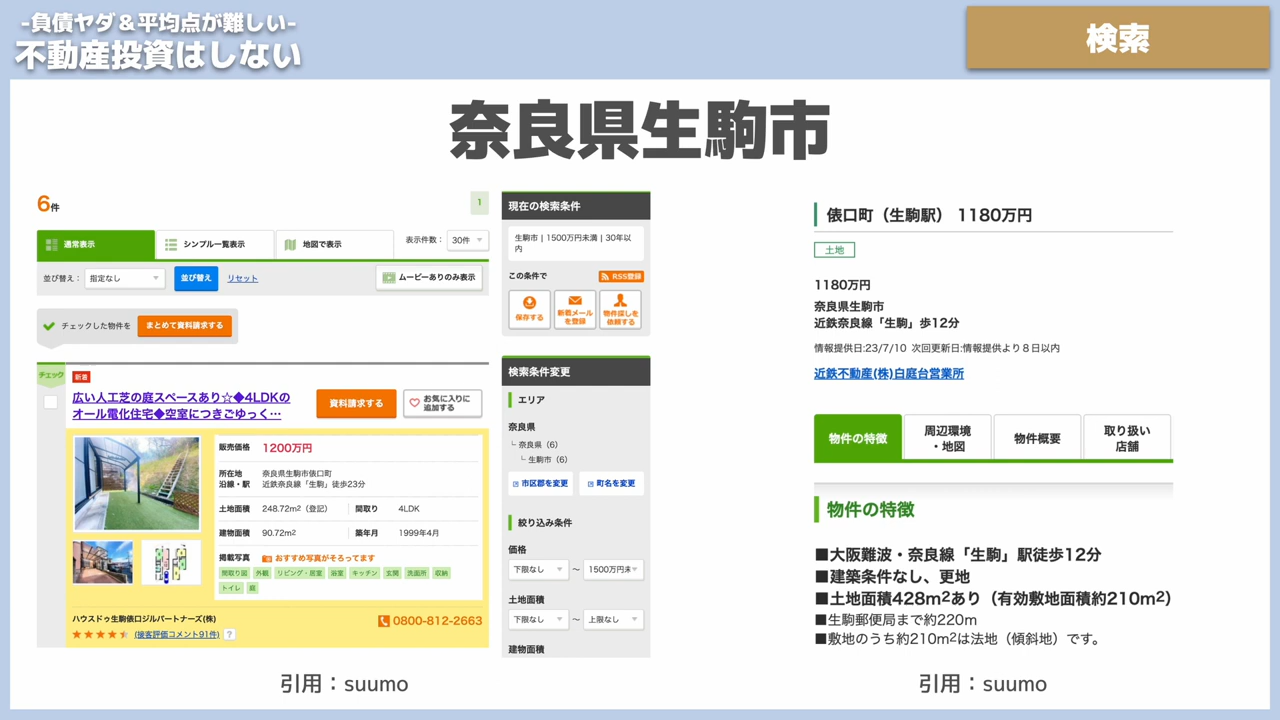 -負債ヤダ＆平均点が難しい-
不動産投資はしない
検索
奈良県生駒市
6件
1
通常表示
シンプル一覧表示
地図で表示
表示件数：
30件
並び替え：
指定なし
並び替え
リセット
ムービーありのみ表示
チェックした物件を
まとめて資料請求する
チェック
新着
広い人工芝の庭スペースあり☆◆4LDKの
オール電化住宅◆空室につきごゆっく…
資料請求する
お気に入りに
追加する
販売価格
1200万円
所在地
奈良県生駒市俵口町
沿線・駅
近鉄奈良線「生駒」徒歩23分
土地面積
248.72m2（登記）
間取り
4LDK
建物面積
90.72m2
築年月
1999年4月
掲載写真
おすすめ写真がそろってます
間取り図
外観
リビング・居室
浴室
キッチン
玄関
洗面所
収納
トイレ
庭
ハウスドゥ生駒俵口ジルパートナーズ(株)
(接客評価コメント91件)
?
0800-812-2663
現在の検索条件
生駒市 | 1500万円未満 | 30年以
内
この条件で
RSS登録
保存する
新着メール
を登録
物件探しを
依頼する
検索条件変更
エリア
奈良県
└ 奈良県（6）
└ 生駒市（6）
市区郡を変更
町名を変更
絞り込み条件
価格
下限なし
～
1500万円未
土地面積
下限なし
～
上限なし
建物面積
引用：suumo
俵口町（生駒駅） 1180万円
土地
1180万円
奈良県生駒市
近鉄奈良線「生駒」歩12分
情報提供日:23/7/10 次回更新日:情報提供より８日以内
近鉄不動産(株)白庭台営業所
物件の特徴
周辺環境
・地図
物件概要
取り扱い
店舗
物件の特徴
■大阪難波・奈良線「生駒」駅徒歩12分
■建築条件なし、更地
■土地面積428m2あり（有効敷地面積約210m2）
■生駒郵便局まで約220m
■敷地のうち約210m2は法地（傾斜地）です。
引用：suumo